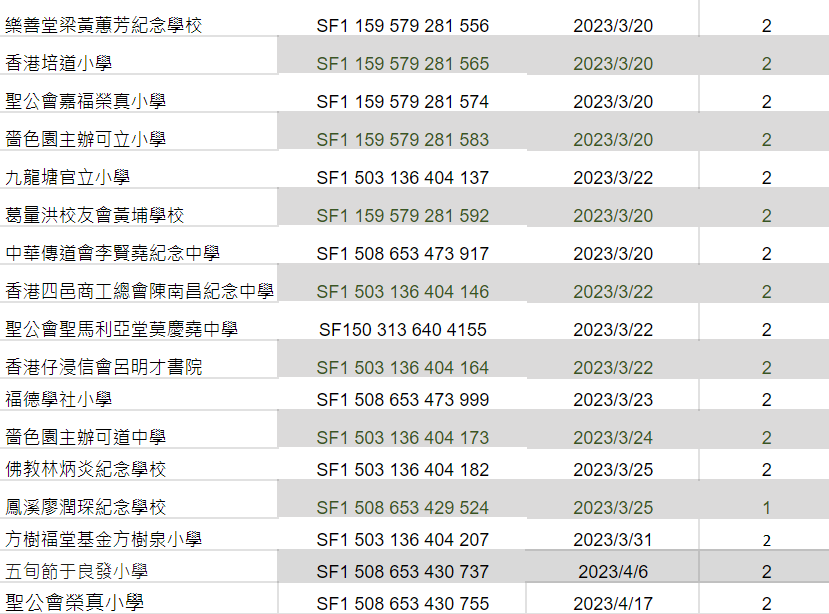 樂善堂梁黃蕙芳紀念學校 SF1 159 579 281 556 2023/3/20 2
香港培道小學 SF1 159 579 281 565 2023/3/20 2
聖公會嘉福榮真小學 SF1 159 579 281 574 2023/3/20 2
嗇色園主辦可立小學 SF1 159 579 281 583 2023/3/20 2
九龍塘官立小學 SF1 503 136 404 137 2023/3/22 2
葛量洪校友會黃埔學校 SF1 159 579 281 592 2023/3/20 2
中華傳道會李賢堯紀念中學 SF1 508 653 473 917 2023/3/20 2
香港四邑商工總會陳南昌紀念中學 SF1 503 136 404 146 2023/3/22 2
聖公會聖馬利亞堂莫慶堯中學 SF150 313 640 4155 2023/3/22 2
香港仔浸信會呂明才書院 SF1 503 136 404 164 2023/3/22 2
福德學社小學 SF1 508 653 473 999 2023/3/23 2
嗇色園主辦可道中學 SF1 503 136 404 173 2023/3/24 2
佛教林炳炎紀念學校 SF1 503 136 404 182 2023/3/25 2
鳳溪廖潤琛紀念學校 SF1 508 653 429 524 2023/3/25 1
方樹福堂基金方樹泉小學 SF1 503 136 404 207 2023/3/31 2
五旬節于良發小學 SF1 508 653 430 737 2023/4/6 2
聖公會榮真小學 SF1 508 653 430 755 2023/4/17 2